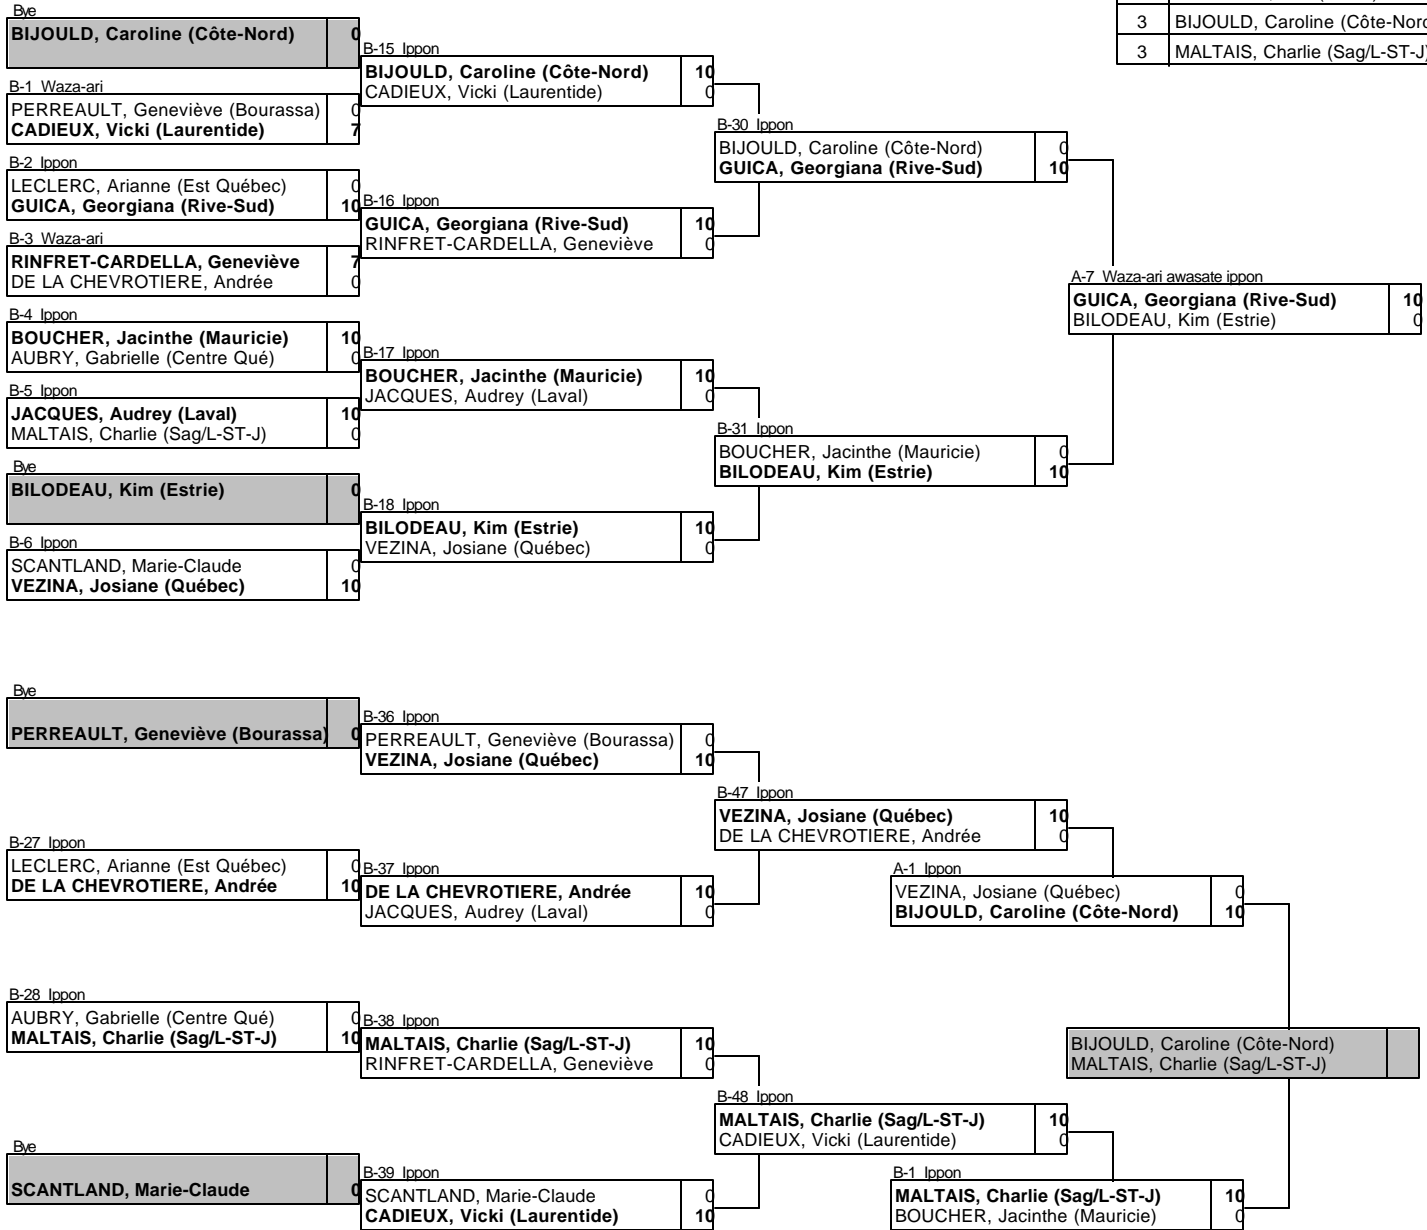 3 BIJOULD, Caroline (Côte-Nord
3 MALTAIS, Charlie (Sag/L-ST-J)
Bye
BIJOULD, Caroline (Côte-Nord) 0
B-1 Waza-ari
PERREAULT, Geneviève (Bourassa) 0
CADIEUX, Vicki (Laurentide) 7
B-2 Ippon
LECLERC, Arianne (Est Québec) 0
GUICA, Georgiana (Rive-Sud) 10
B-3 Waza-ari
RINFRET-CARDELLA, Geneviève 7
DE LA CHEVROTIERE, Andrée 0
B-4 Ippon
BOUCHER, Jacinthe (Mauricie) 10
AUBRY, Gabrielle (Centre Qué) 0
B-5 Ippon
JACQUES, Audrey (Laval) 10
MALTAIS, Charlie (Sag/L-ST-J) 0
Bye
BILODEAU, Kim (Estrie) 0
B-6 Ippon
SCANTLAND, Marie-Claude 0
VEZINA, Josiane (Québec) 10
B-15 Ippon
BIJOULD, Caroline (Côte-Nord) 10
CADIEUX, Vicki (Laurentide) 0
B-16 Ippon
GUICA, Georgiana (Rive-Sud) 10
RINFRET-CARDELLA, Geneviève 0
B-17 Ippon
BOUCHER, Jacinthe (Mauricie) 10
JACQUES, Audrey (Laval) 0
B-18 Ippon
BILODEAU, Kim (Estrie) 10
VEZINA, Josiane (Québec) 0
B-30 Ippon
BIJOULD, Caroline (Côte-Nord) 0
GUICA, Georgiana (Rive-Sud) 10
B-31 Ippon
BOUCHER, Jacinthe (Mauricie) 0
BILODEAU, Kim (Estrie) 10
A-7 Waza-ari awasate ippon
GUICA, Georgiana (Rive-Sud) 10
BILODEAU, Kim (Estrie) 0
Bye
PERREAULT, Geneviève (Bourassa) 0
B-27 Ippon
LECLERC, Arianne (Est Québec) 0
DE LA CHEVROTIERE, Andrée 10
B-28 Ippon
AUBRY, Gabrielle (Centre Qué) 0
MALTAIS, Charlie (Sag/L-ST-J) 10
Bye
SCANTLAND, Marie-Claude 0
B-36 Ippon
PERREAULT, Geneviève (Bourassa) 0
VEZINA, Josiane (Québec) 10
B-37 Ippon
DE LA CHEVROTIERE, Andrée 10
JACQUES, Audrey (Laval) 0
B-38 Ippon
MALTAIS, Charlie (Sag/L-ST-J) 10
RINFRET-CARDELLA, Geneviève 0
B-39 Ippon
SCANTLAND, Marie-Claude 0
CADIEUX, Vicki (Laurentide) 10
B-47 Ippon
VEZINA, Josiane (Québec) 10
DE LA CHEVROTIERE, Andrée 0
B-48 Ippon
MALTAIS, Charlie (Sag/L-ST-J) 10
CADIEUX, Vicki (Laurentide) 0
A-1 Ippon
VEZINA, Josiane (Québec) 0
BIJOULD, Caroline (Côte-Nord) 10
B-1 Ippon
MALTAIS, Charlie (Sag/L-ST-J) 10
BOUCHER, Jacinthe (Mauricie) 0
BIJOULD, Caroline (Côte-Nord)
MALTAIS, Charlie (Sag/L-ST-J)